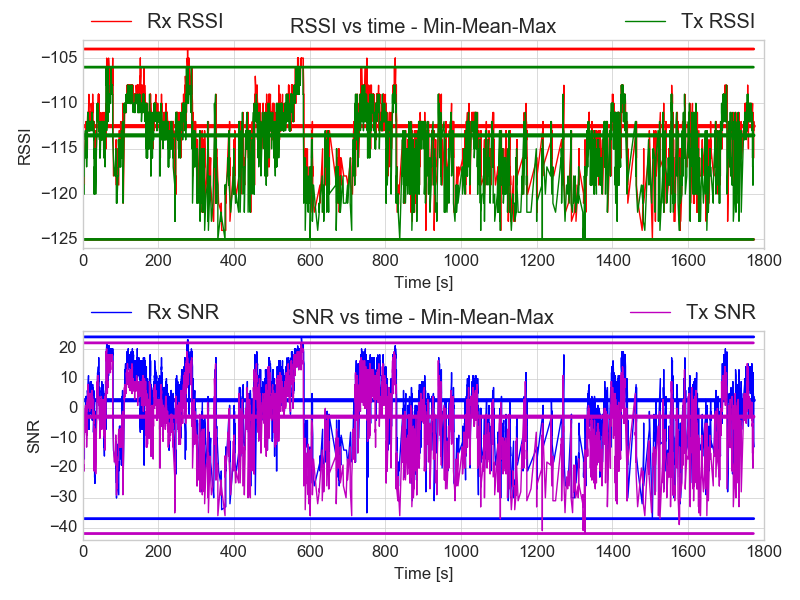 Rx RSSI
RSSI vs time - Min-Mean-Max
Tx RSSI
−105
−110
−115
−120
−125
RSSI
0 200 400 600 800 1000 1200 1400 1600 1800
Time [s]
Rx SNR
SNR vs time - Min-Mean-Max
Tx SNR
20
10
0
−10
−20
−30
−40
SNR
0 200 400 600 800 1000 1200 1400 1600 1800
Time [s]